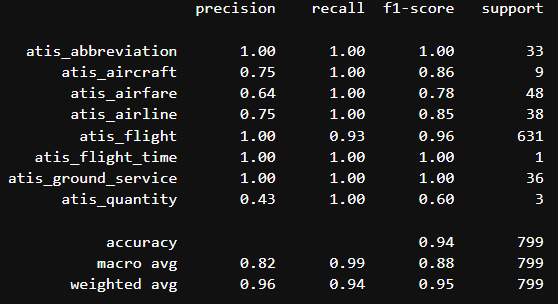 precision recall f1-score support
atis_abbreviation 1.00 1.00 1.00 33
atis_aircraft 0.75 1.00 0.86 9
atis_airfare 0.64 1.00 0.78 48
atis_airline 0.75 1.00 0.85 38
atis_flight 1.00 0.93 0.96 631
atis_flight_time 1.00 1.00 1.00 1
atis_ground_service 1.00 1.00 1.00 36
atis_quantity 0.43 1.00 0.60 3
accuracy 0.94 799
macro avg 0.82 0.99 0.88 799
weighted avg 0.96 0.94 0.95 799